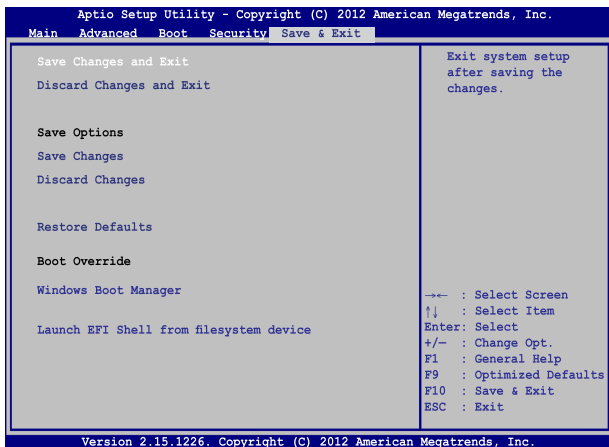 Aptio Setup Utility - Copyright (C) 2012 American Megatrends, Inc.
Main Advanced Boot Security Save & Exit
Save Changes and Exit
Discard Changes and Exit
Save Options
Save Changes
Discard Changes
Restore Defaults
Boot Override
Windows Boot Manager
Launch EFI Shell from filesystem device
Exit system setup
after saving the
changes.
→← : Select Screen
↑↓ : Select Item
Enter: Select
+/— : Change Opt.
F1 : General Help
F9 : Optimized Defaults
F10 : Save & Exit
ESC : Exit
Version 2.15.1226. Copyright (C) 2012 American Megatrends, Inc.